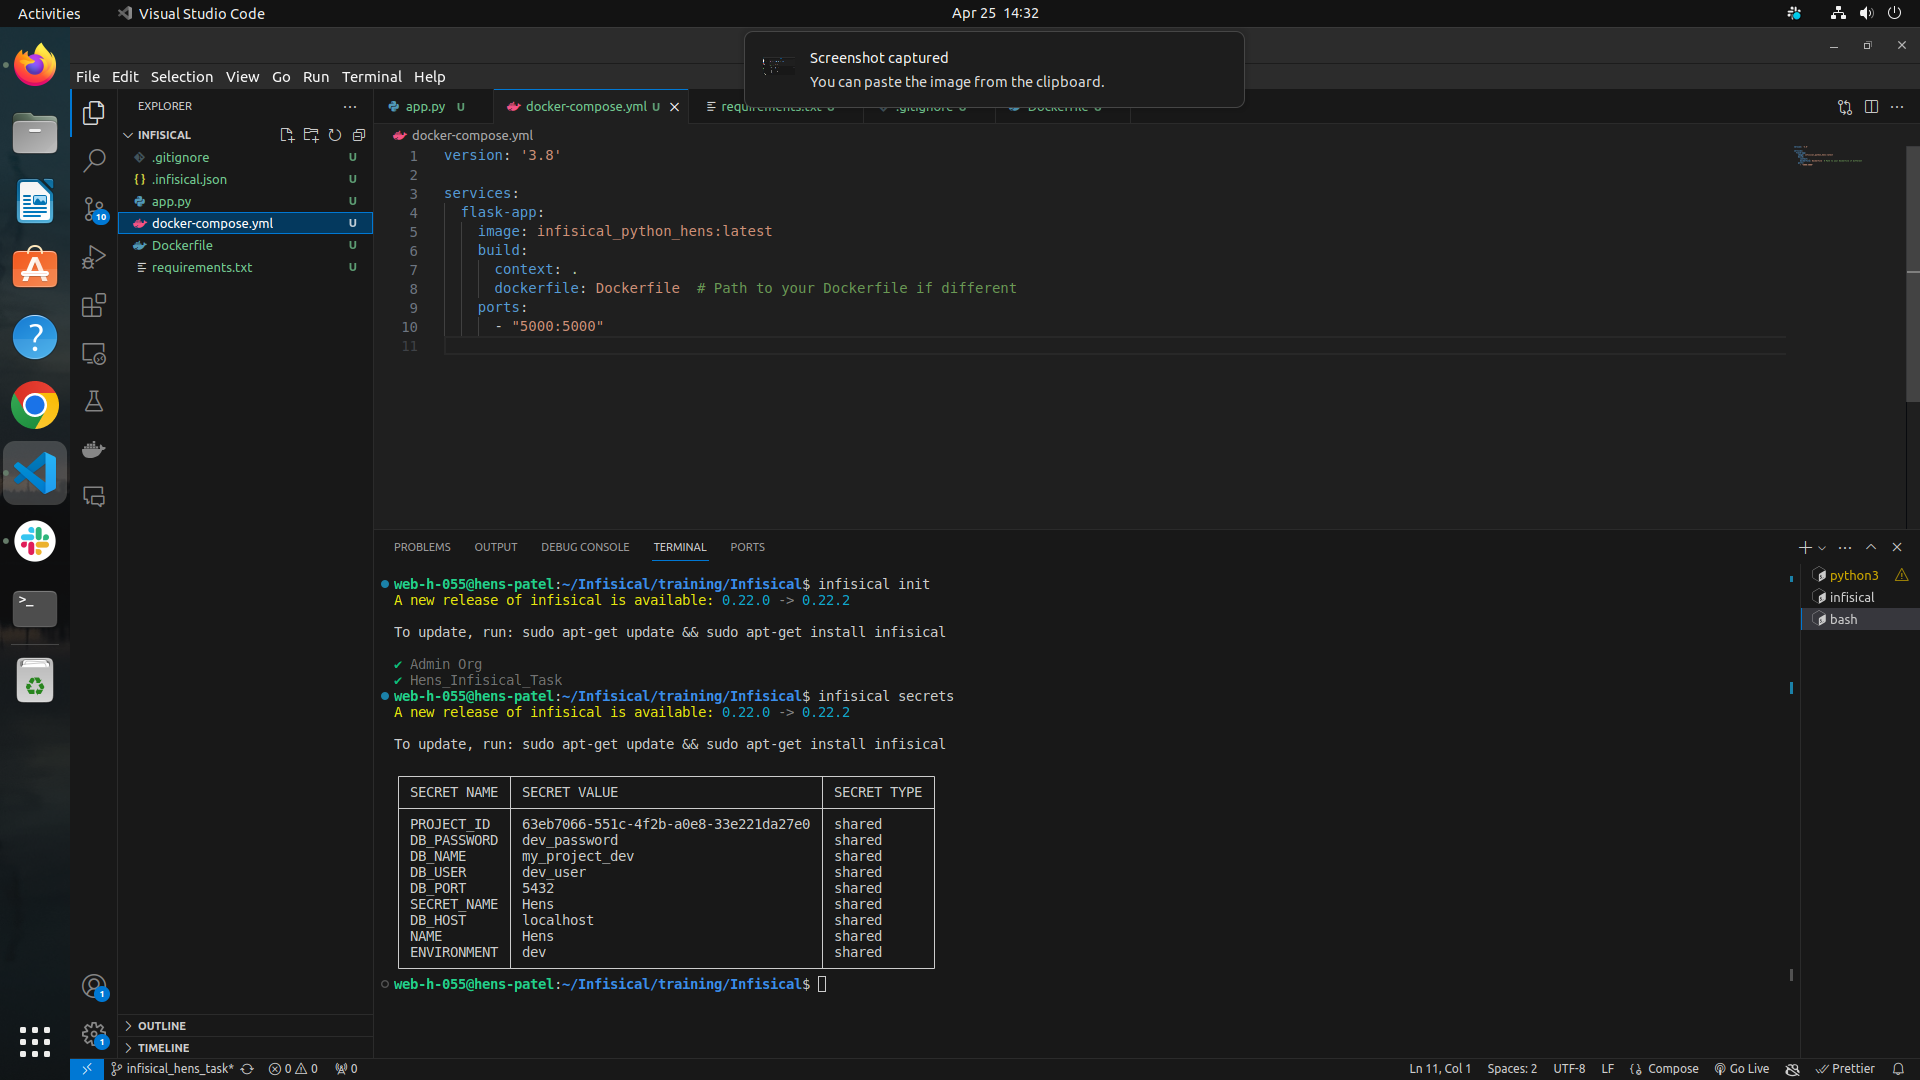 Activities
Visual Studio Code
Apr 25 14:32
Screenshot captured
You can paste the image from the clipboard.
File Edit Selection View Go Run Terminal Help
EXPLORER
INFISICAL
.gitignore U
.infisical.json U
app.py U
docker-compose.yml U
Dockerfile U
requirements.txt U
10
app.py U
docker-compose.yml U
docker-compose.yml
1 version: '3.8'
2
3 services:
4 flask-app:
5 image: infisical_python_hens:latest
6 build:
7 context: .
8 dockerfile: Dockerfile # Path to your Dockerfile if different
9 ports:
10 - "5000:5000"
11
PROBLEMS OUTPUT DEBUG CONSOLE TERMINAL PORTS
web-h-055@hens-patel:~/Infisical/training/Infisical$ infisical init
A new release of infisical is available: 0.22.0 -> 0.22.2
To update, run: sudo apt-get update && sudo apt-get install infisical
✔ Admin Org
✔ Hens_Infisical_Task
web-h-055@hens-patel:~/Infisical/training/Infisical$ infisical secrets
A new release of infisical is available: 0.22.0 -> 0.22.2
To update, run: sudo apt-get update && sudo apt-get install infisical
SECRET NAME SECRET VALUE SECRET TYPE
PROJECT_ID 63eb7066-551c-4f2b-a0e8-33e221da27e0 shared
DB_PASSWORD dev_password shared
DB_NAME my_project_dev shared
DB_USER dev_user shared
DB_PORT 5432 shared
SECRET_NAME Hens shared
DB_HOST localhost shared
NAME Hens shared
ENVIRONMENT dev shared
web-h-055@hens-patel:~/Infisical/training/Infisical$
python3
infisical
bash
1
1
OUTLINE
TIMELINE
infisical_hens_task* 0 0 0
Ln 11, Col 1 Spaces: 2 UTF-8 LF Compose Go Live Prettier